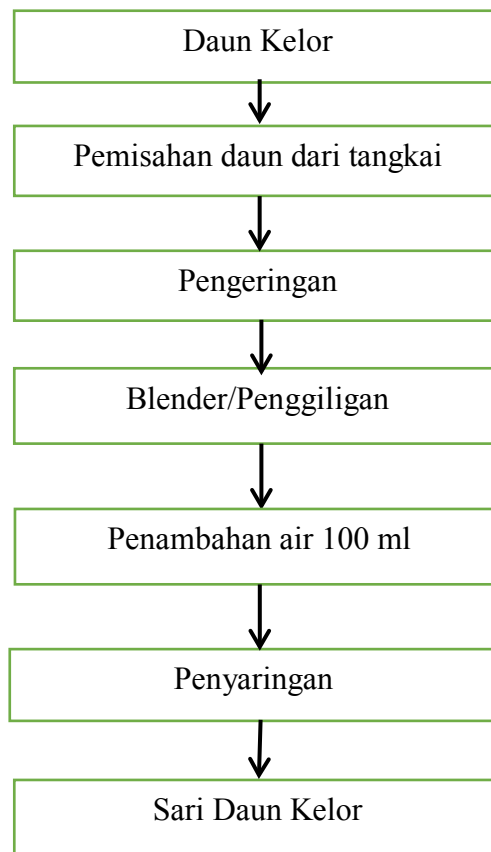 Daun Kelor
Pemisahan daun dari tangkai
Pengeringan
Blender/Penggiligan
Penambahan air 100 ml
Penyaringan
Sari Daun Kelor